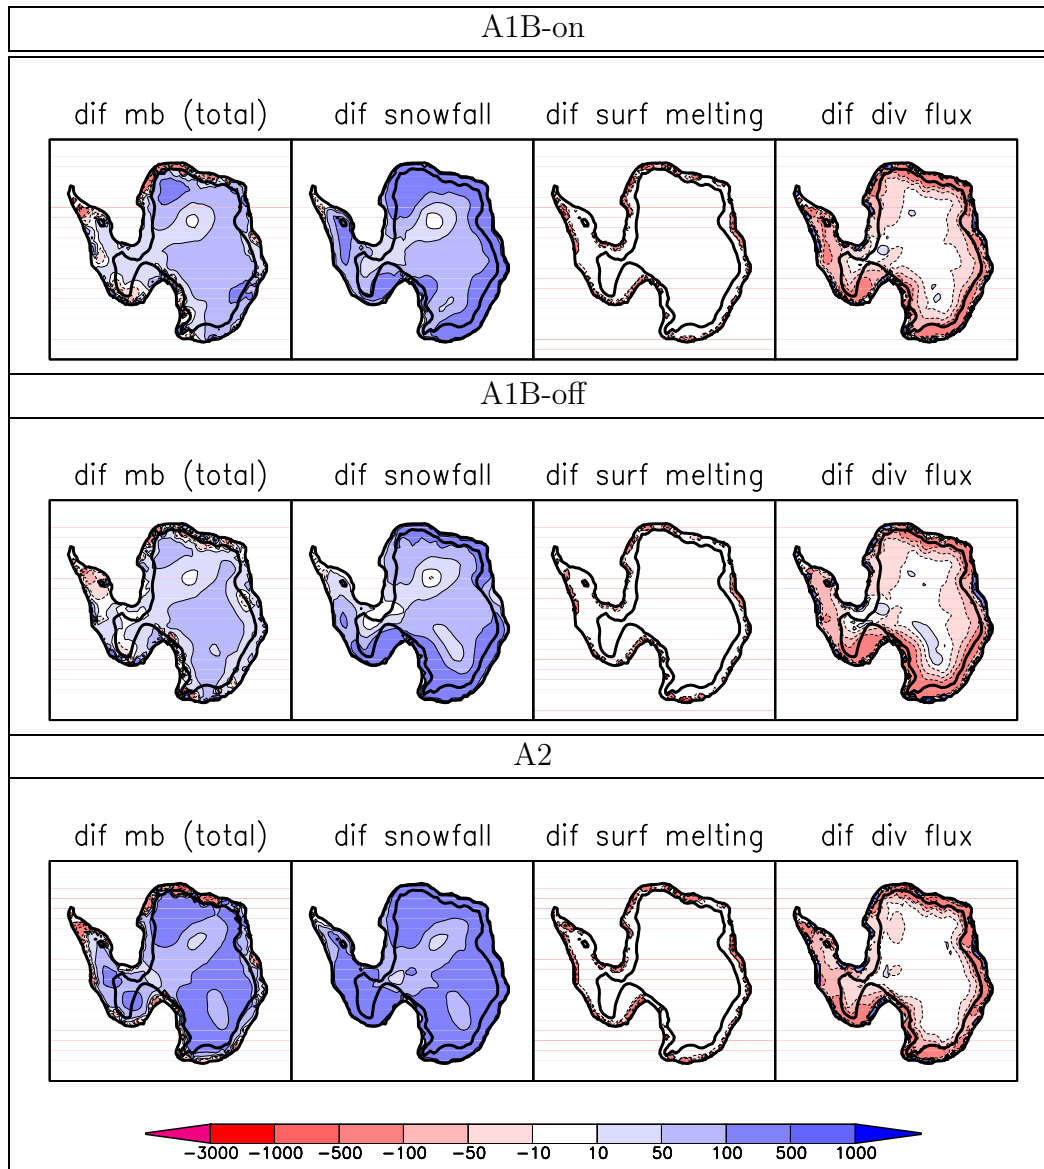 A1B-on
dif mb (total) dif snowfall dif surf melting dif div flux
A1B-off
dif mb (total) dif snowfall dif surf melting dif div flux
A2
dif mb (total) dif snowfall dif surf melting dif div flux
-3000 -1000 -500 -100 -50 -10 10 50 100 500 1000